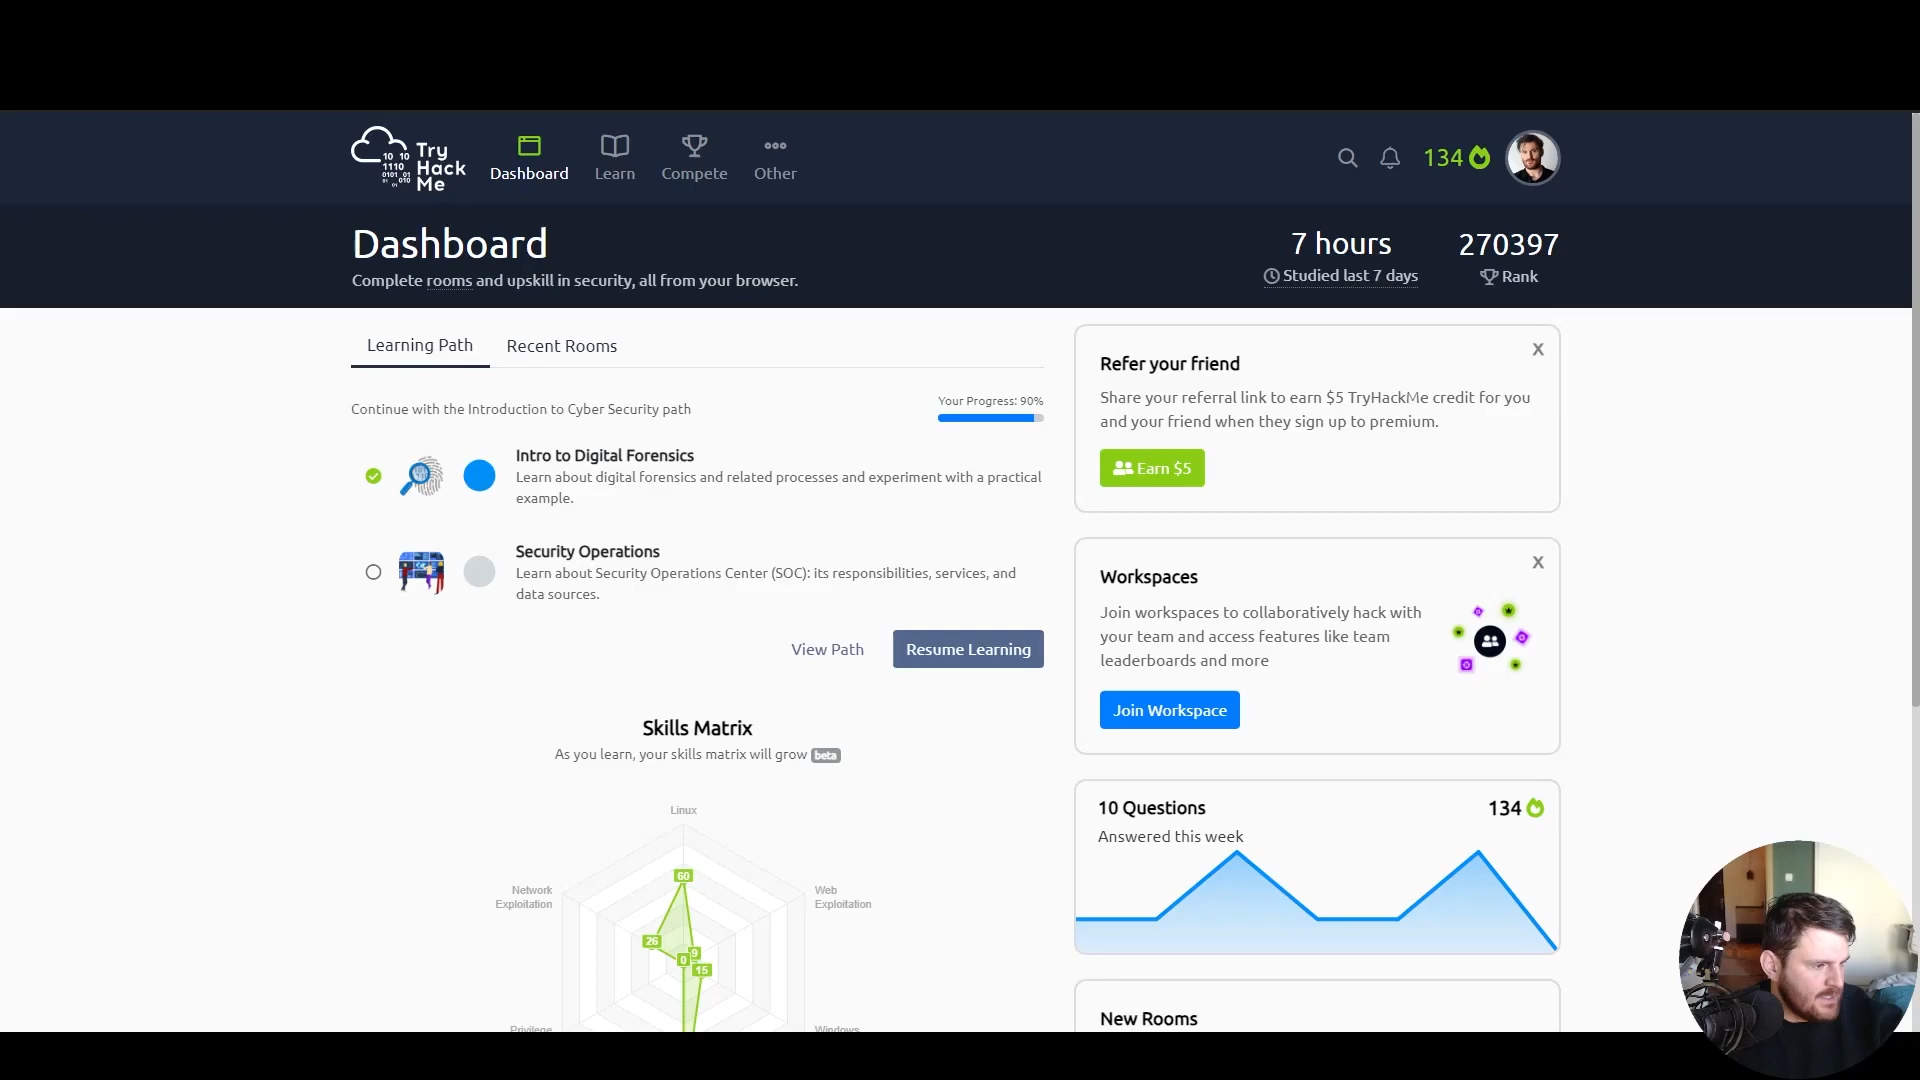 Try
Hack
Me
Dashboard
Learn
Compete
Other
134
Dashboard
Complete rooms and upskill in security, all from your browser.
7 hours
Studied last 7 days
270397
Rank
Learning Path
Recent Rooms
Continue with the Introduction to Cyber Security path
Your Progress: 90%
Intro to Digital Forensics
Learn about digital forensics and related processes and experiment with a practical
example.
Security Operations
Learn about Security Operations Center (SOC): its responsibilities, services, and
data sources.
View Path
Resume Learning
Skills Matrix
As you learn, your skills matrix will grow beta
Linux
Network
Exploitation
Web
Exploitation
60
26
9
0
15
Privilege
Windows
Refer your friend
X
Share your referral link to earn $5 TryHackMe credit for you
and your friend when they sign up to premium.
Earn $5
Workspaces
X
Join workspaces to collaboratively hack with
your team and access features like team
leaderboards and more
Join Workspace
10 Questions
134
Answered this week
New Rooms